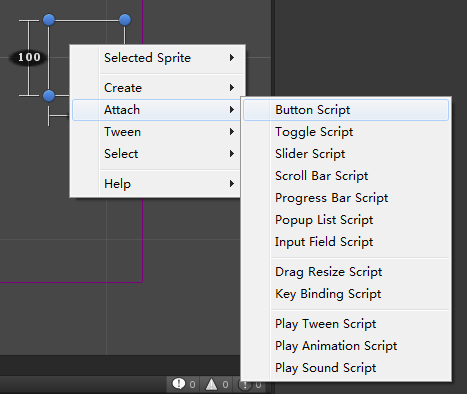 100
Selected Sprite
Create
Attach
Tween
Select
Help
Button Script
Toggle Script
Slider Script
Scroll Bar Script
Progress Bar Script
Popup List Script
Input Field Script
Drag Resize Script
Key Binding Script
Play Tween Script
Play Animation Script
Play Sound Script
0 0 0